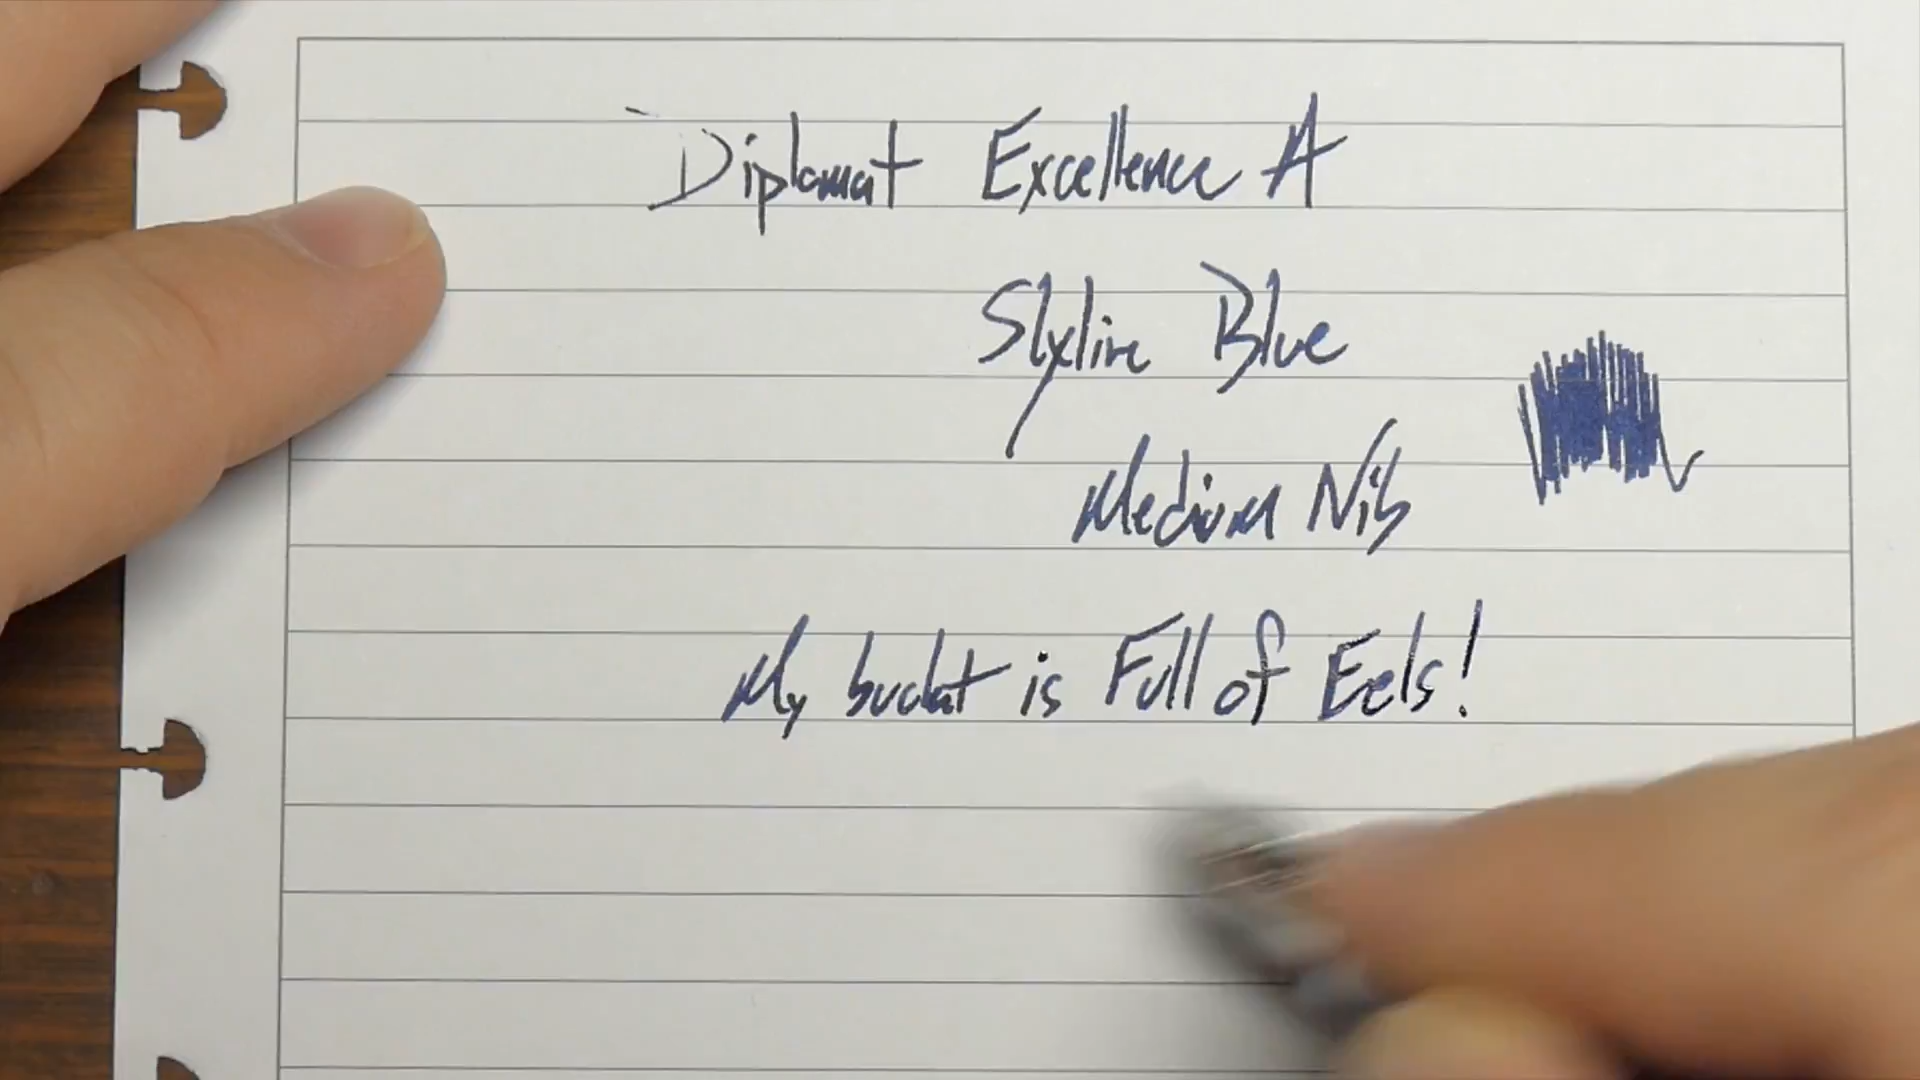 Diplomat Excellence A
Skyline Blue
Medium Nib
My bucket is Full of Eels!